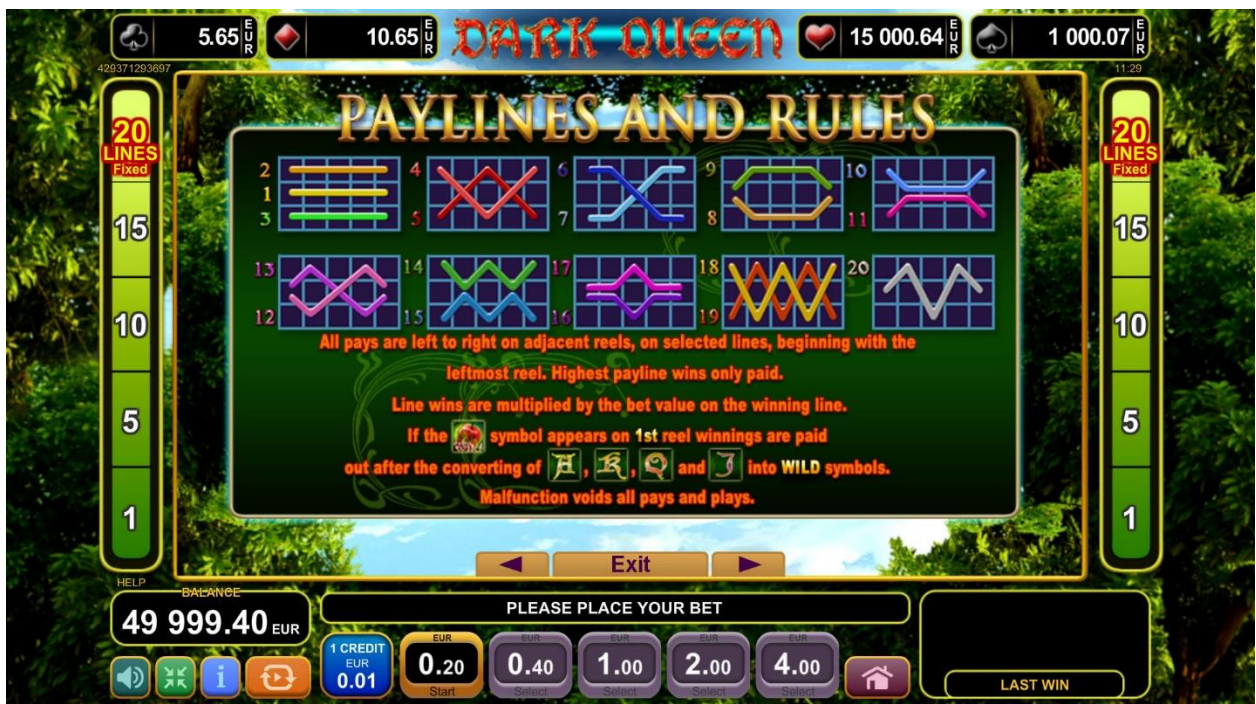 5.65 EUR
10.65 EUR
DARK QUEEN
15 000.64 EUR
1 000.07 EUR
429371293697
11:29
PAYLINES AND RULES
20
LINES
Fixed
15
10
5
1
20
LINES
Fixed
15
10
5
1
2
1
3
4
5
6
7
9
8
10
11
13
12
14
15
17
16
18
19
20
All pays are left to right on adjacent reels, on selected lines, beginning with the
leftmost reel. Highest payline wins only paid.
Line wins are multiplied by the bet value on the winning line.
If the symbol appears on 1st reel winnings are paid
out after the converting of A, K, Q and J into WILD symbols.
Malfunction voids all pays and plays.
Exit
HELP
BALANCE
49 999.40 EUR
PLEASE PLACE YOUR BET
1 CREDIT
EUR
0.01
EUR
0.20
Start
EUR
0.40
Select
EUR
1.00
Select
EUR
2.00
Select
EUR
4.00
Select
LAST WIN